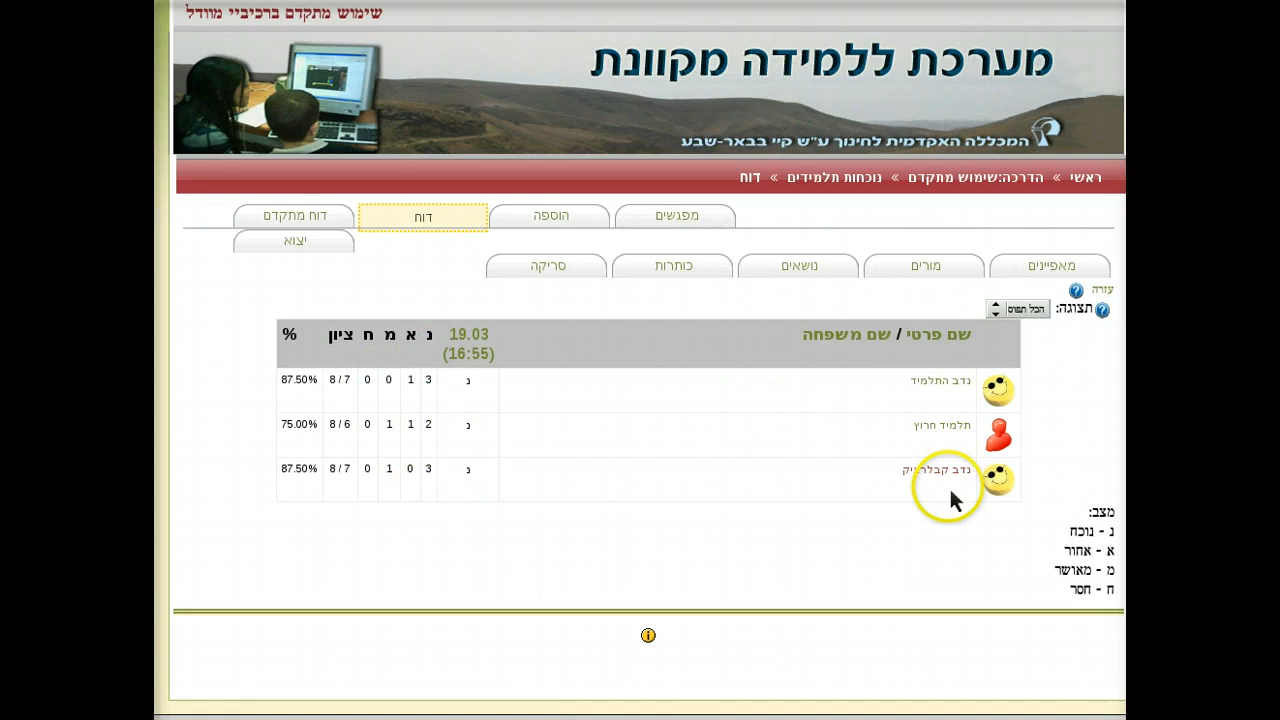 שימוש מתקדם ברכיביי מוודל
מערכת ללמידה מקוונת
המכללה האקדמית לחינוך ע"ש קיי בבאר-שבע
ראשי » הדרכה:שימוש מתקדם » נוכחות תלמידים » דוח
מפגשים הוספה דוח דוח מתקדם
יצוא
מאפיינים מורים נושאים כותרות סריקה
עזרה
תצוגה: הכל תפוס
שם פרטי / שם משפחה 19.03 (16:55) נ א מ ח ציון %
נדב התלמיד נ 3 1 0 0 8 / 7 87.50%
תלמיד חרוץ נ 2 1 1 0 8 / 6 75.00%
נדב נ 3 0 1 0 8 / 7 87.50%
מצב:
נ - נוכח
א - אחור
מ - מאושר
ח - חסר